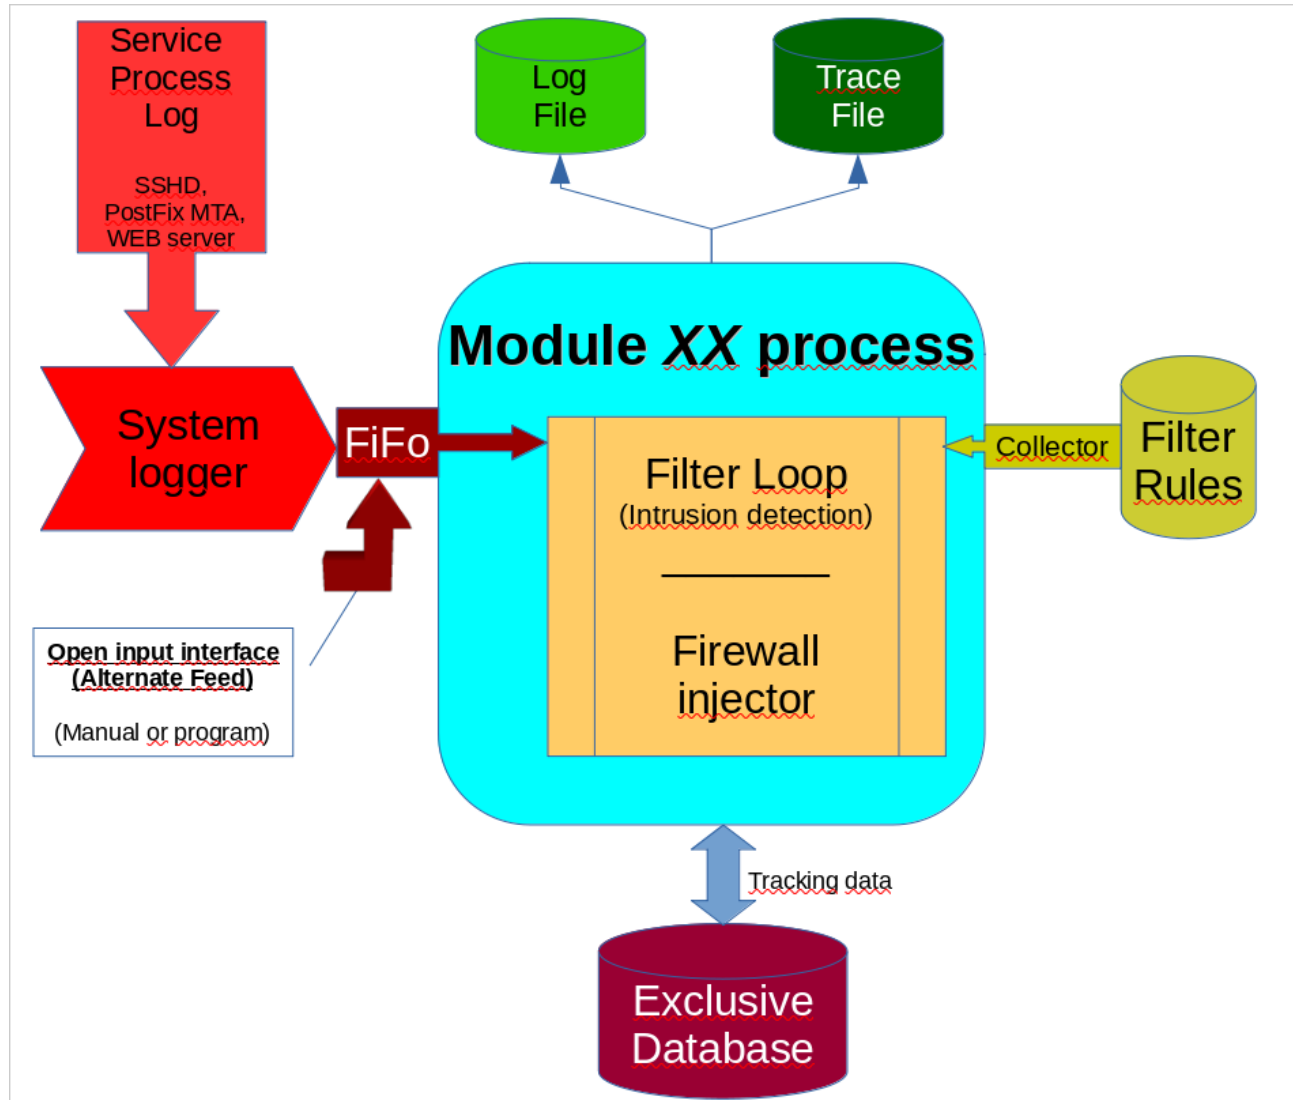 Service
Process
Log
SSHD,
PostFix MTA,
WEB server
Log
File
Trace
File
Module XX process
System
logger
FiFo
Filter Loop
(Intrusion detection)
Firewall
injector
Collector
Filter
Rules
Open input interface
(Alternate Feed)
(Manual or program)
Tracking data
Exclusive
Database